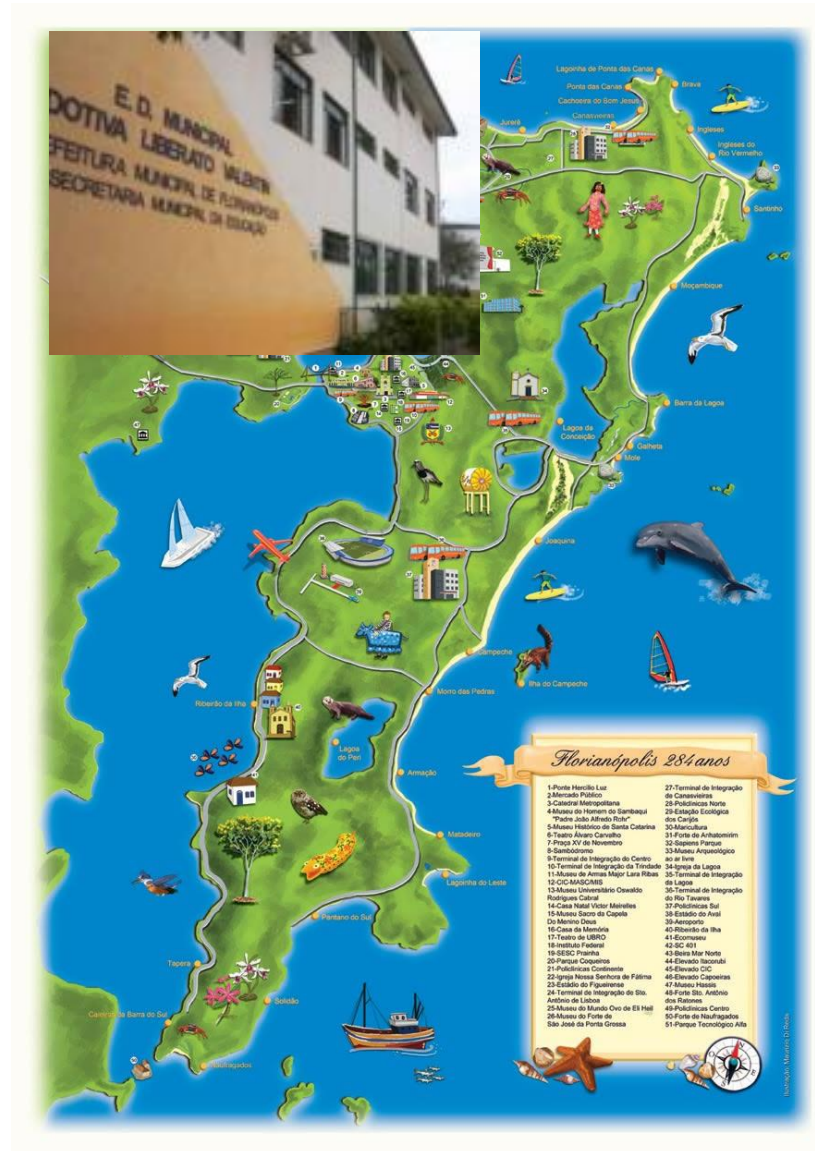 E.D. MUNICIPAL
DOTIVA LIBERATO VALENTIN
EFEITURA MUNICIPAL DE FLORIANÓPOLIS
SECRETARIA MUNICIPAL DA EDUCAÇÃO
Lagoinha de Ponta das Canas
Ponta das Canas
Brava
Cachoeira do Bom Jesus
Canasvieiras
Jurerê
Ingleses
Ingleses do
Rio Vermelho
Santinho
Moçambique
Barra da Lagoa
Lagoa da
Conceição
Galheta
Mole
Joaquina
Campeche
Ilha do Campeche
Morro das Pedras
Ribeirão da Ilha
Lagoa
do Peri
Armação
Matadeiro
Lagoinha do Leste
Pantano do Sul
Tapera
Solidão
Caieira da Barra do Sul
Naufragados
Florianópolis 284 anos
1-Ponte Hercílio Luz
2-Mercado Público
3-Catedral Metropolitana
4-Museu do Homem do Sambaqui
"Padre João Alfredo Rohr"
5-Museu Histórico de Santa Catarina
6-Teatro Álvaro Carvalho
7-Praça XV de Novembro
8-Sambódromo
9-Terminal de Integração do Centro
10-Terminal de Integração da Trindade
11-Museu de Armas Major Lara Ribas
12-CIC-MASC/MIS
13-Museu Universitário Oswaldo
Rodrigues Cabral
14-Casa Natal Victor Meirelles
15-Museu Sacro da Capela
Do Menino Deus
16-Casa da Memória
17-Teatro de UBRO
18-Instituto Federal
19-SESC Prainha
20-Parque Coqueiros
21-Policlínicas Continente
22-Igreja Nossa Senhora de Fátima
23-Estádio do Figueirense
24-Terminal de Integração de Sto.
Antônio de Lisboa
25-Museu do Mundo Ovo de Eli Heil
26-Museu do Forte de
São José da Ponta Grossa
27-Terminal de Integração
de Canasvieiras
28-Policlínicas Norte
29-Estação Ecológica
dos Carijós
30-Maricultura
31-Forte de Anhatomirim
32-Sapiens Parque
33-Museu Arqueológico
ao ar livre
34-Igreja da Lagoa
35-Terminal de Integração
da Lagoa
36-Terminal de Integração
do Rio Tavares
37-Policlínicas Sul
38-Estádio do Avaí
39-Aeroporto
40-Ribeirão da Ilha
41-Ecomuseu
42-SC 401
43-Beira Mar Norte
44-Elevado Itacorubi
45-Elevado CIC
46-Elevado Capoeiras
47-Museu Hassis
48-Forte Sto. Antônio
dos Ratones
49-Policlínicas Centro
50-Forte de Naufragados
51-Parque Tecnológico Alfa